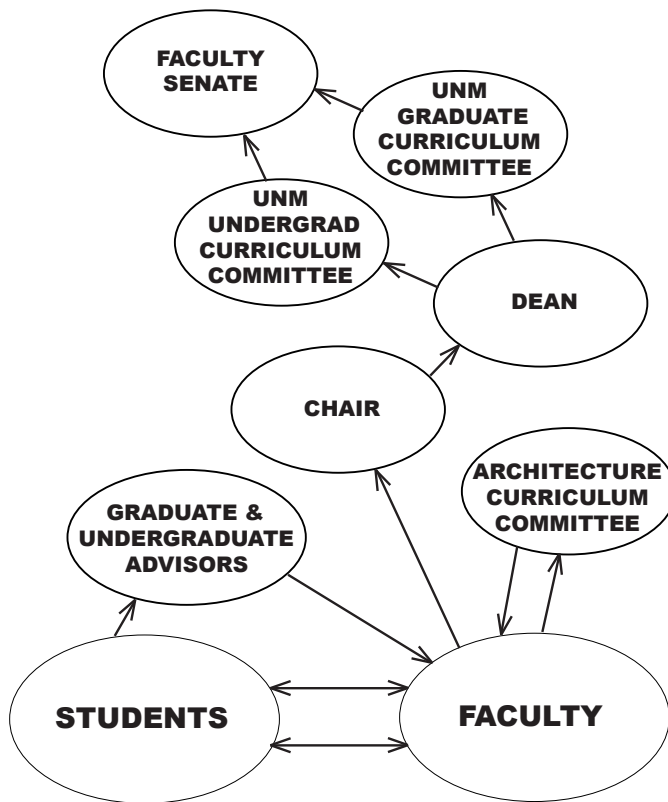 FACULTY
SENATE
UNM
GRADUATE
CURRICULUM
COMMITTEE
UNM
UNDERGRAD
CURRICULUM
COMMITTEE
DEAN
CHAIR
ARCHITECTURE
CURRICULUM
COMMITTEE
GRADUATE &
UNDERGRADUATE
ADVISORS
STUDENTS
FACULTY